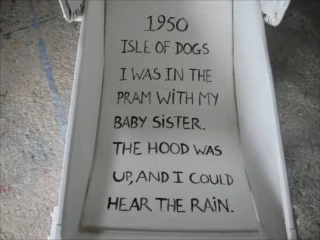 1950
ISLE OF DOGS
I WAS IN THE
PRAM WITH MY
BABY SISTER.
THE HOOD WAS
UP, AND I COULD
HEAR THE RAIN.